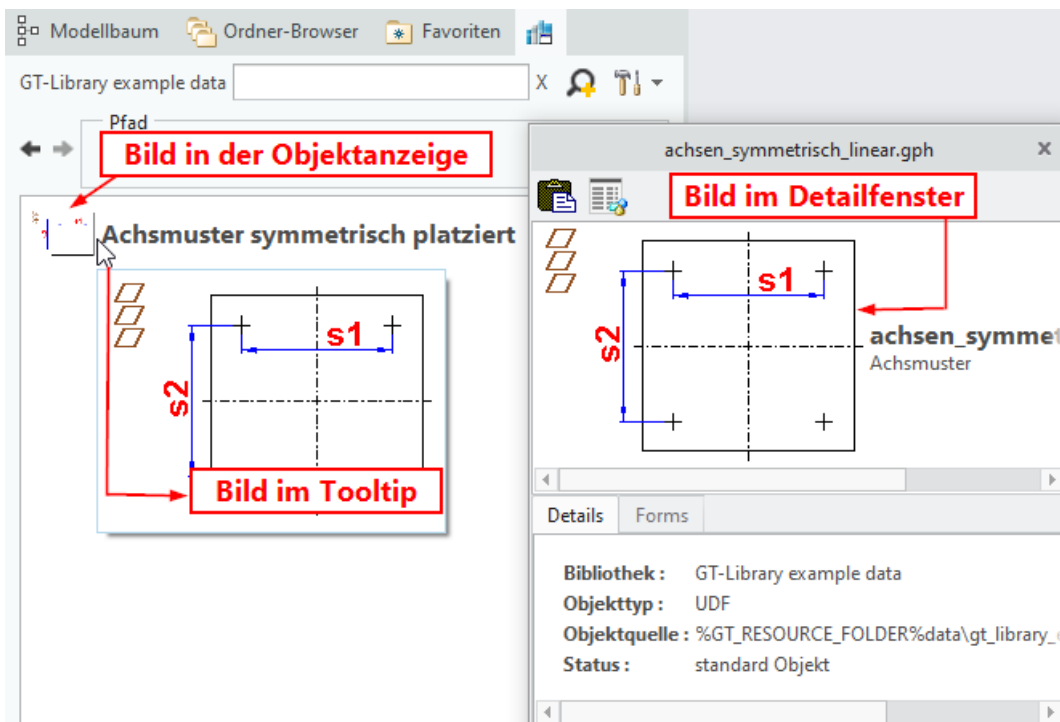 Modellbaum Ordner-Browser Favoriten
GT-Library example data X
Pfad
Bild in der Objektanzeige
Achsmuster symmetrisch platziert
s1
s2
Bild im Tooltip
achsen_symmetrisch_linear.gph x
Bild im Detailfenster
s1
s2
achsen_symmet
Achsmuster
Details Forms
Bibliothek : GT-Library example data
Objekttyp : UDF
Objektquelle : %GT_RESOURCE_FOLDER%data\gt_library_
Status : standard Objekt